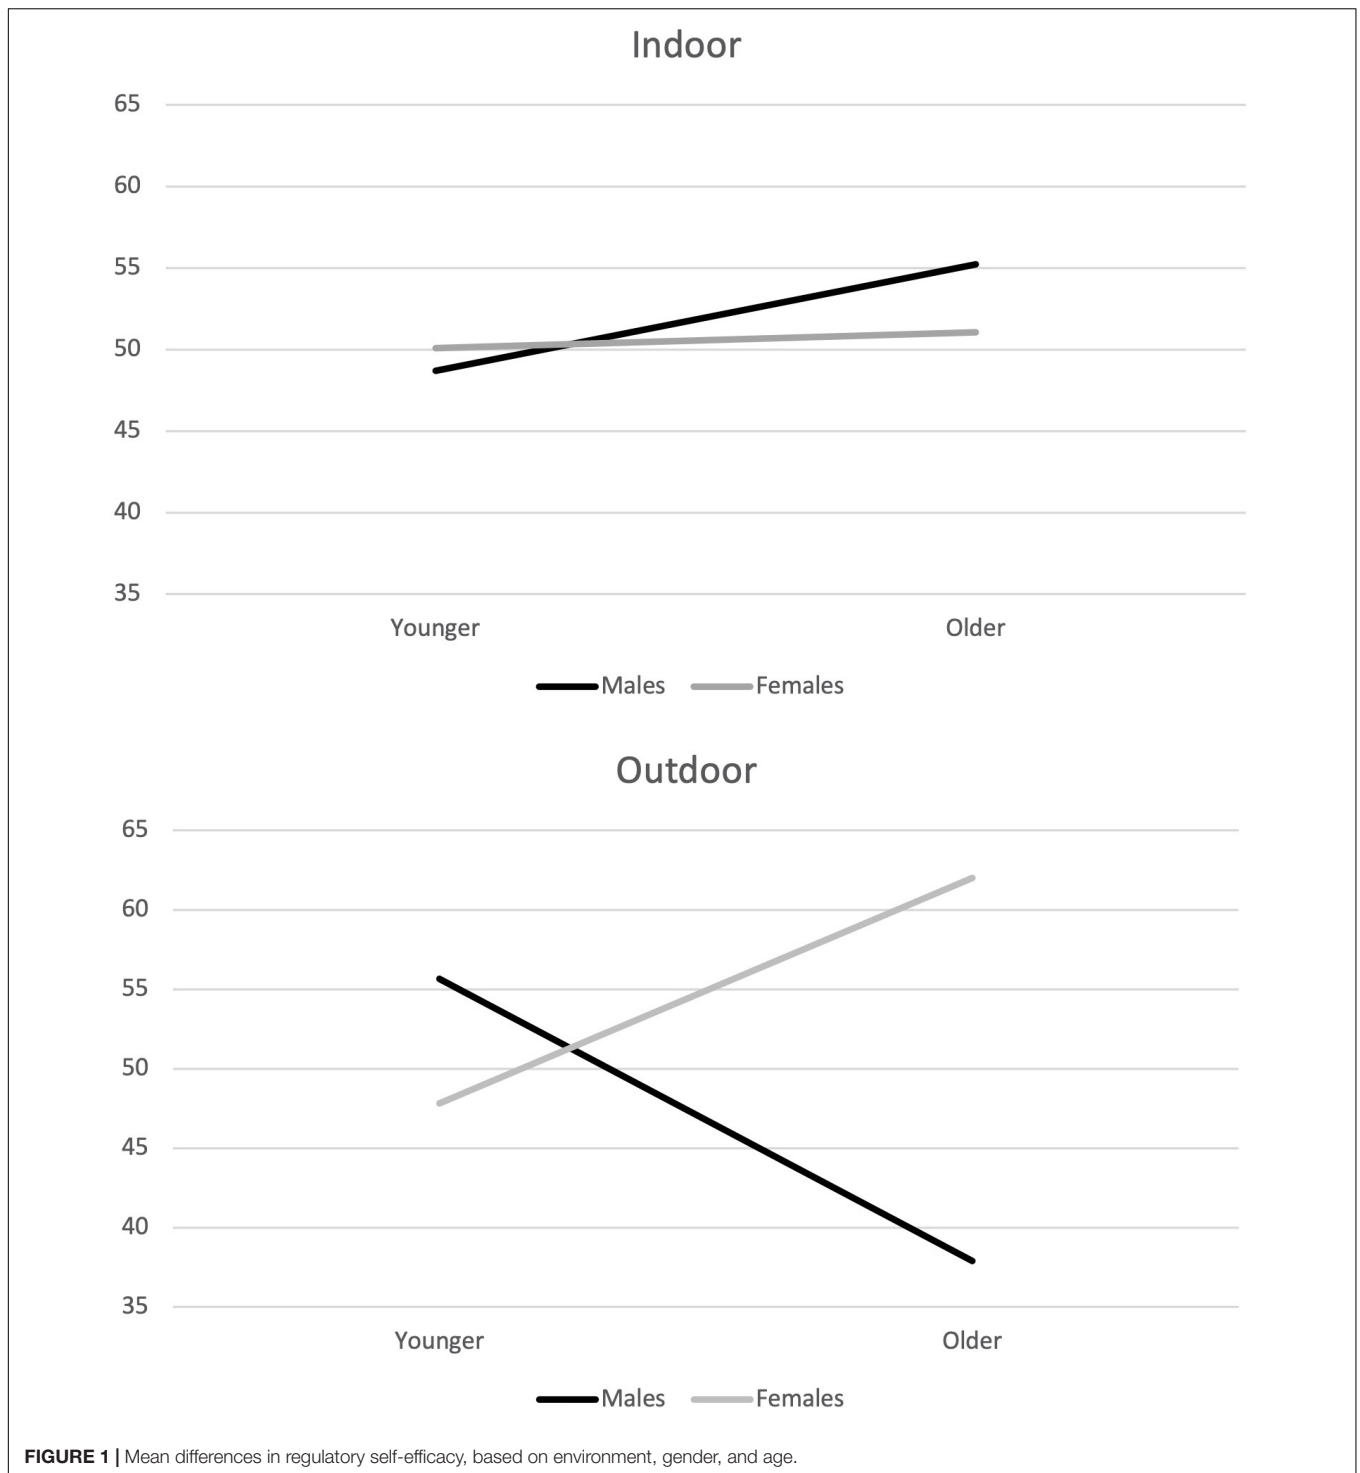 Indoor
65
60
55
50
45
40
35
Younger Older
Males Females
Outdoor
65
60
55
50
45
40
35
Younger Older
Males Females
FIGURE 1 | Mean differences in regulatory self-efficacy, based on environment, gender, and age.